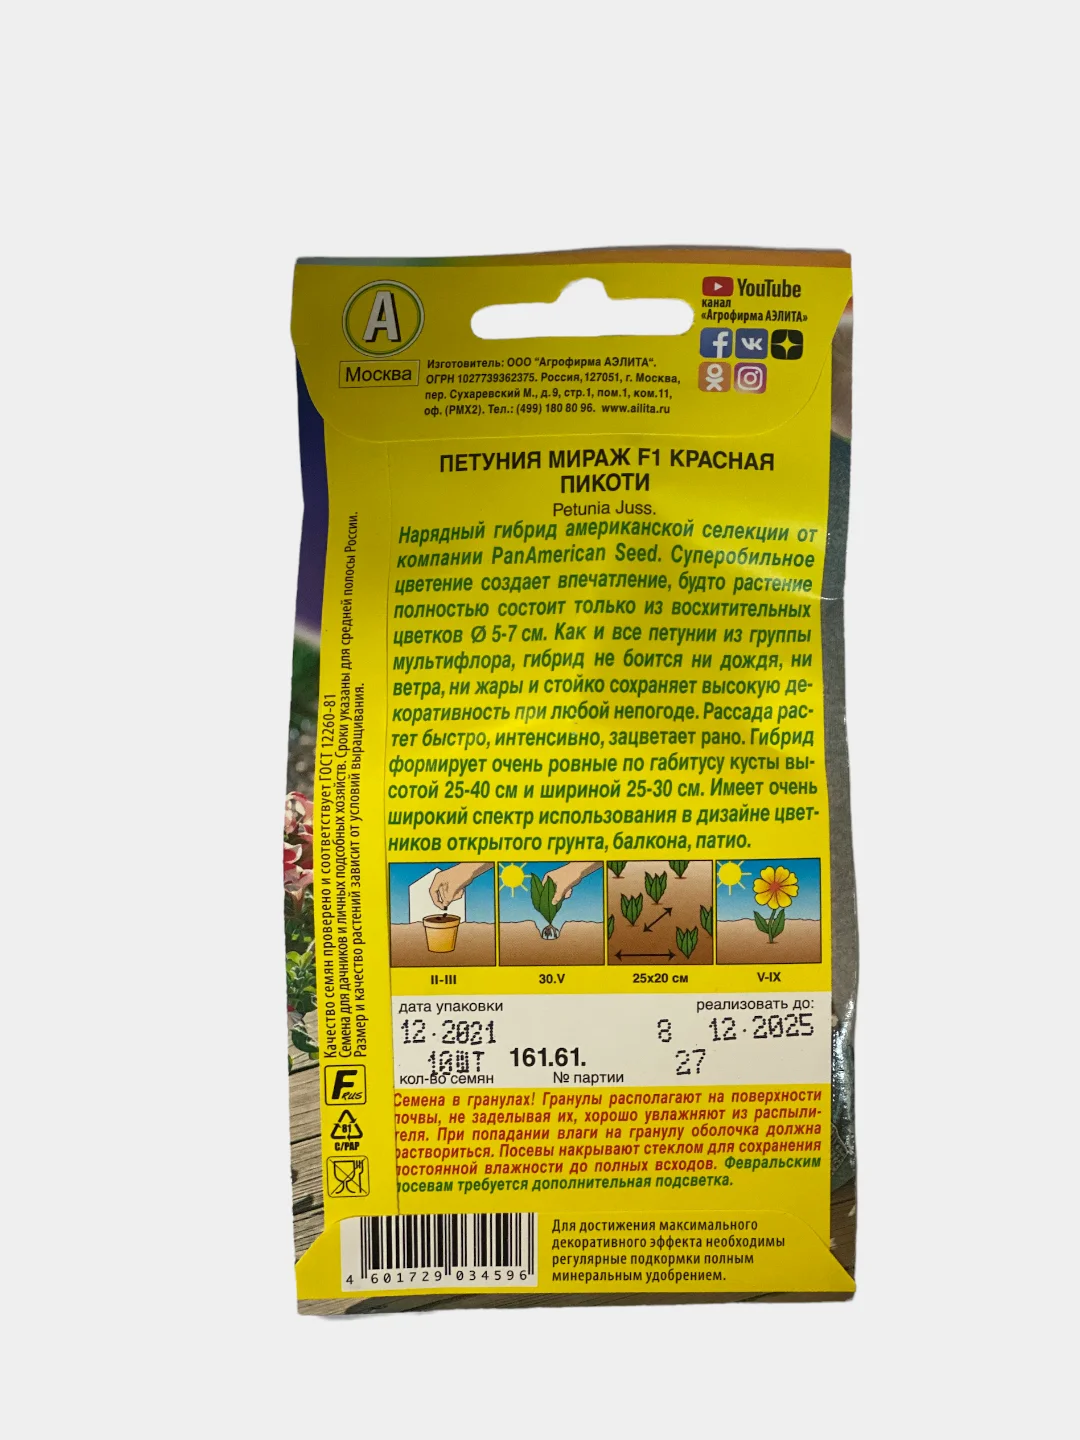 А
Москва
YouTube
канал
«Агрофирма АЭЛИТА»
Изготовитель: ООО "Агрофирма АЭЛИТА".
ОГРН 1027739362375. Россия,127051, г. Москва,
пер. Сухаревский М., д.9, стр.1, пом.1, ком.11,
оф. (РМХ2). Тел.: (499) 180 80 96. www.ailita.ru
ПЕТУНИЯ МИРАЖ F1 КРАСНАЯ
ПИКОТИ
Petunia Juss.
Нарядный гибрид американской селекции от
компании PanAmerican Seed. Суперобильное
цветение создает впечатление, будто растение
полностью состоит только из восхитительных
цветков Ø 5-7 см. Как и все петунии из группы
мультифлора, гибрид не боится ни дождя, ни
ветра, ни жары и стойко сохраняет высокую де-
коративность при любой непогоде. Рассада рас-
тет быстро, интенсивно, зацветает рано. Гибрид
формирует очень ровные по габитусу кусты вы-
сотой 25-40 см и шириной 25-30 см. Имеет очень
широкий спектр использования в дизайне цвет-
ников открытого грунта, балкона, патио.
II-III 30.V 25x20 см V-IX
дата упаковки реализовать до:
12.2021 8 12.2025
10ШТ 161.61. 27
кол-во семян № партии
Семена в гранулах! Гранулы располагают на поверхности
почвы, не заделывая их, хорошо увлажняют из распыли-
теля. При попадании влаги на гранулу оболочка должна
раствориться. Посевы накрывают стеклом для сохранения
постоянной влажности до полных всходов. Февральским
посевам требуется дополнительная подсветка.
Качество семян проверено и соответствует ГОСТ 12260-81
Семена для дачников и личных подсобных хозяйств. Сроки указаны для средней полосы России.
Размер и качество растений зависит от условий выращивания.
F RUS
81
C/PAP
4 601729 034596
Для достижения максимального
декоративного эффекта необходимы
регулярные подкормки полным
минеральным удобрением.